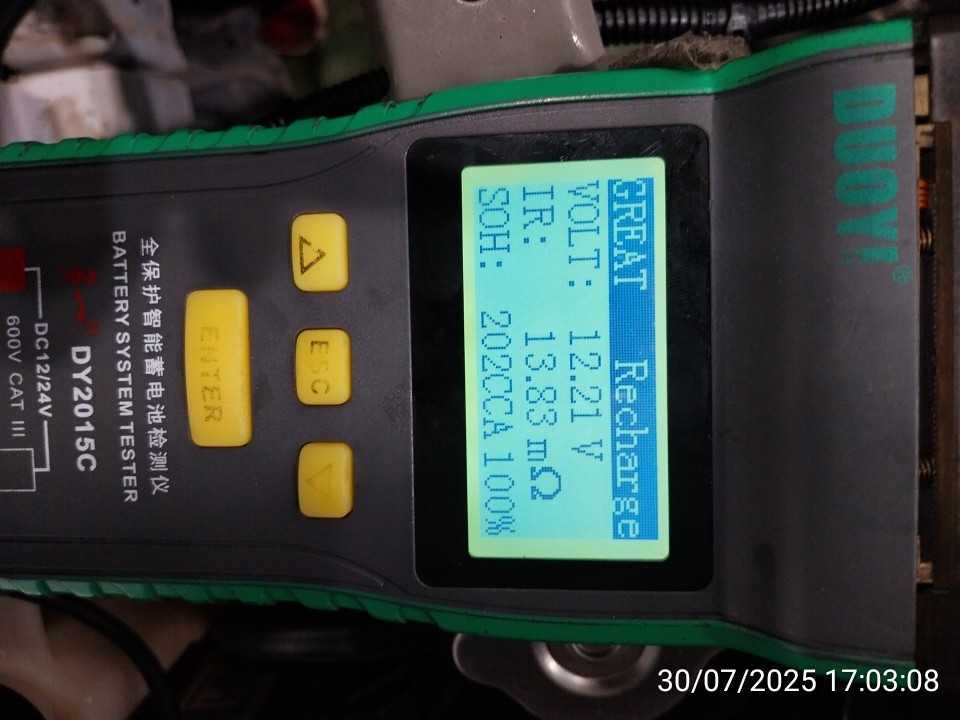 DUOYI®
GREAT Recharge
VOLT: 12.21 V
IR: 13.83 mΩ
SOH: 202CCA 100%
ESC
ENTER
全保护智能蓄电池检测仪
BATTERY SYSTEM TESTER
DY2015C
DC12/24V
600V CAT III
30/07/2025 17:03:08